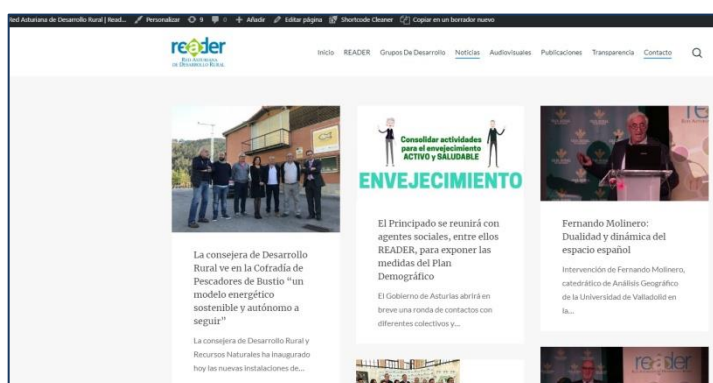 Red Asturiana de Desarrollo Rural | Read... Personalizar 9 0 Añadir Editar página Shortcode Cleaner Copiar en un borrador nuevo
reader
RED ASTURIANA
DE DESARROLLO RURAL
Inicio READER Grupos De Desarrollo Noticias Audiovisuales Publicaciones Transparencia Contacto
Consolidar actividades
para el envejecimiento
ACTIVO y SALUDABLE
ENVEJECIMIENTO
La consejera de Desarrollo
Rural ve en la Cofradía de
Pescadores de Bustio “un
modelo energético
sostenible y autónomo a
seguir”
La consejera de Desarrollo Rural y
Recursos Naturales ha inaugurado
hoy las nuevas instalaciones de...
El Principado se reunirá con
agentes sociales, entre ellos
READER, para exponer las
medidas del Plan
Demográfico
El Gobierno de Asturias abrirá en
breve una ronda de contactos con
diferentes colectivos y...
Fernando Molinero:
Dualidad y dinámica del
espacio español
Intervención de Fernando Molinero,
catedrático de Análisis Geográfico
de la Universidad de Valladolid en
la...
reader